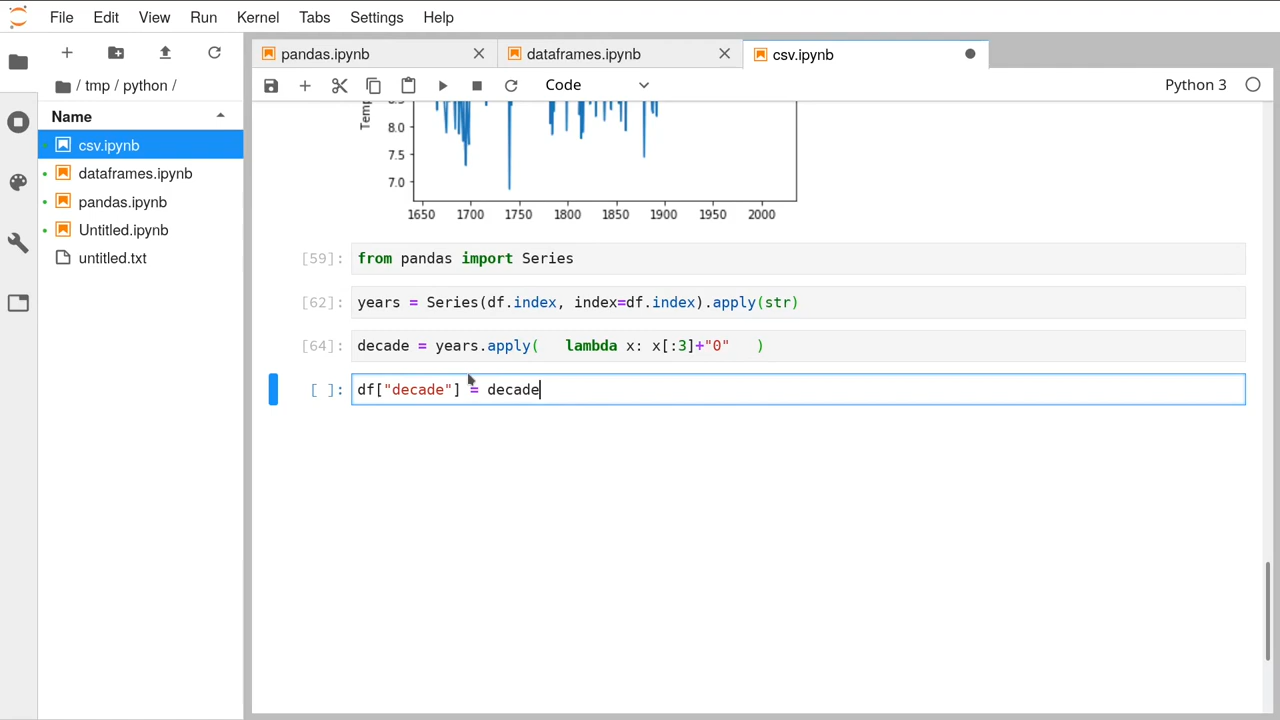 File Edit View Run Kernel Tabs Settings Help
pandas.ipynb dataframes.ipynb csv.ipynb
/ tmp / python /
Code Python 3
Name
csv.ipynb
dataframes.ipynb
pandas.ipynb
Untitled.ipynb
untitled.txt
Temp
8.5
8.0
7.5
7.0
1650 1700 1750 1800 1850 1900 1950 2000
[59]: from pandas import Series
[62]: years = Series(df.index, index=df.index).apply(str)
[64]: decade = years.apply(   lambda x: x[:3]+"0"   )
[ ]: df["decade"] = decade